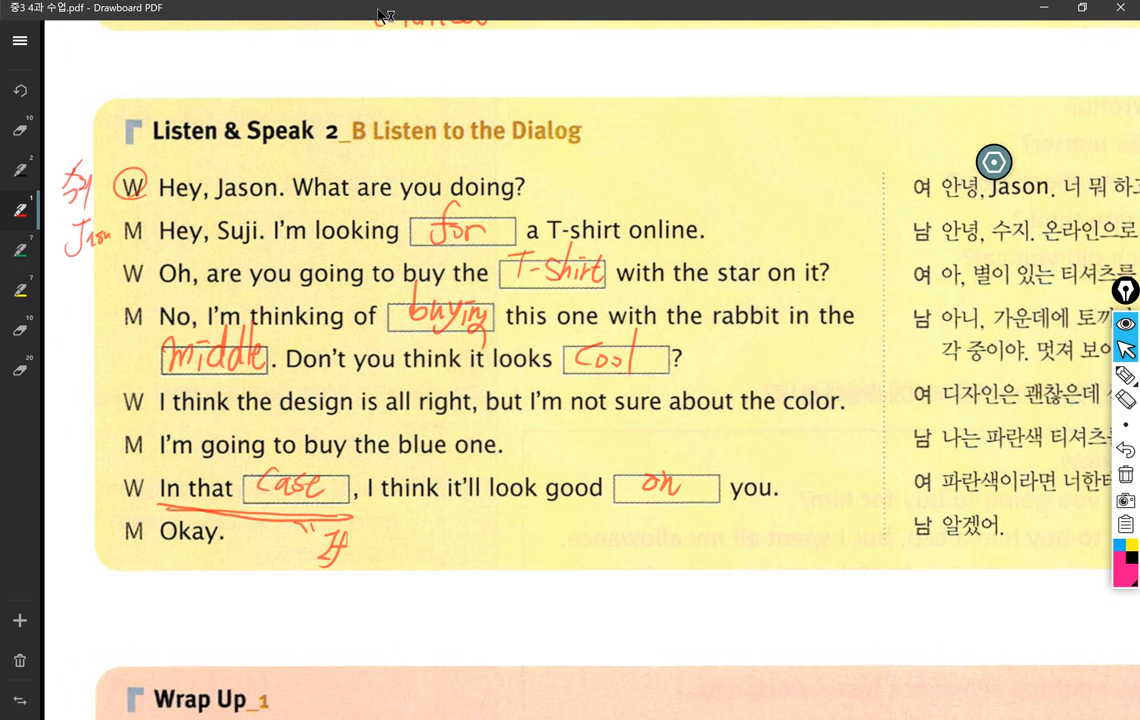 중3 4과 수업.pdf - Drawboard PDF
Listen & Speak 2_B Listen to the Dialog
수지 W Hey, Jason. What are you doing?
Jason M Hey, Suji. I'm looking for a T-shirt online.
W Oh, are you going to buy the T-shirt with the star on it?
M No, I'm thinking of buying this one with the rabbit in the
middle. Don't you think it looks cool?
W I think the design is all right, but I'm not sure about the color.
M I'm going to buy the blue one.
W In that case, I think it'll look good on you.
M Okay.
If
여 안녕, Jason. 너 뭐 하고
남 안녕, 수지. 온라인으로
여 아, 별이 있는 티셔츠를
남 아니, 가운데에 토끼
각 중이야. 멋져 보이
여 디자인은 괜찮은데
남 나는 파란색 티셔츠
여 파란색이라면 너한테
남 알겠어.
Wrap Up_1